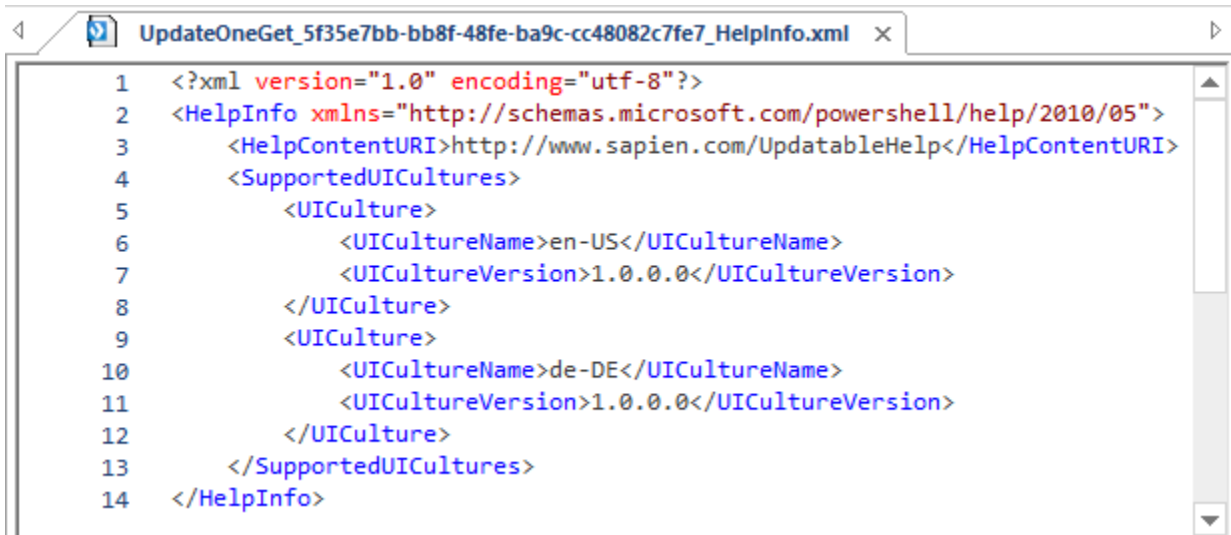 UpdateOneGet_5f35e7bb-bb8f-48fe-ba9c-cc48082c7fe7_HelpInfo.xml
1 <?xml version="1.0" encoding="utf-8"?>
2 <HelpInfo xmlns="http://schemas.microsoft.com/powershell/help/2010/05">
3     <HelpContentURI>http://www.sapien.com/UpdatableHelp</HelpContentURI>
4     <SupportedUICultures>
5         <UICulture>
6             <UICultureName>en-US</UICultureName>
7             <UICultureVersion>1.0.0.0</UICultureVersion>
8         </UICulture>
9         <UICulture>
10             <UICultureName>de-DE</UICultureName>
11             <UICultureVersion>1.0.0.0</UICultureVersion>
12         </UICulture>
13     </SupportedUICultures>
14 </HelpInfo>